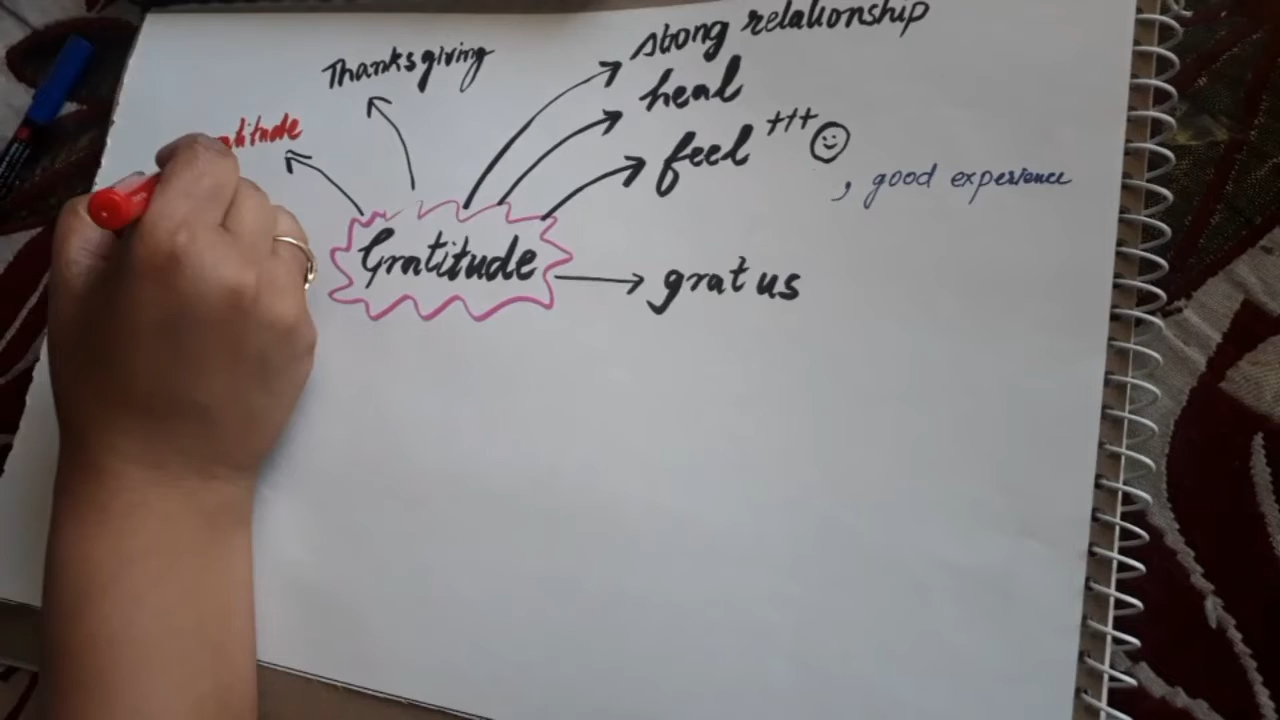 strong relationship
Thanksgiving
heal
feel +++
, good experience
Gratitude
gratus